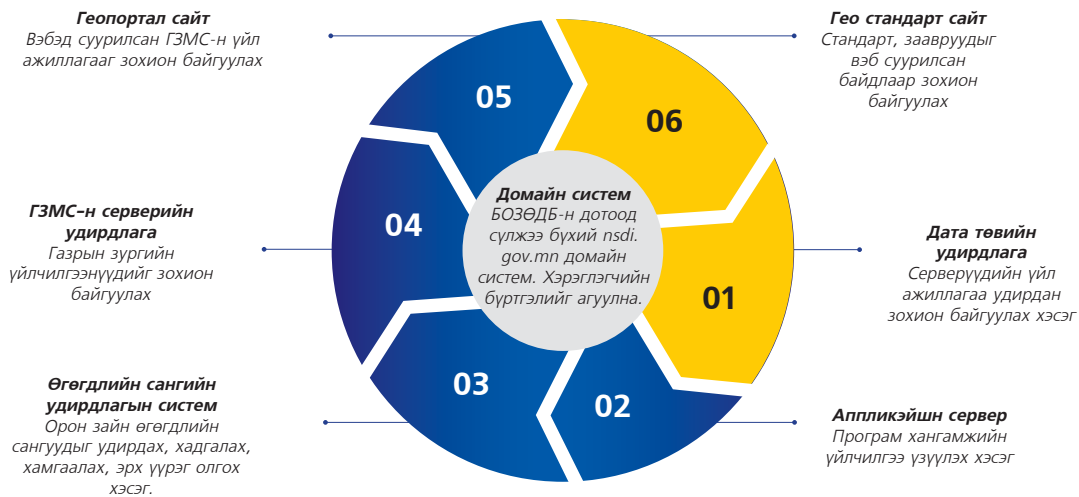 Геопортал сайт
Вэбэд суурилсан ГЗМС-н үйл
ажиллагааг зохион байгуулах
05
Гео стандарт сайт
Стандарт, заавруудыг
вэб суурилсан
байдлаар зохион
байгуулах
06
ГЗМС-н серверийн
удирдлага
Газрын зургийн
үйлчилгээнүүдийг зохион
байгуулах
04
Домайн систем
БОЗӨДБ-н дотоод
сүлжээ бүхий nsdi.
gov.mn домайн
систем. Хэрэглэгчийн
бүртгэлийг агуулна.
Дата төвийн
удирдлага
Серверүүдийн үйл
ажиллагаа удирдан
зохион байгуулах хэсэг
01
Өгөгдлийн сангийн
удирдлагын систем
Орон зайн өгөгдлийн
сангуудыг удирдах, хадгалах,
хамгаалах, эрх үүрэг олгох
хэсэг.
03
02
Аппликэйшн сервер
Програм хангамжийн
үйлчилгээ үзүүлэх хэсэг